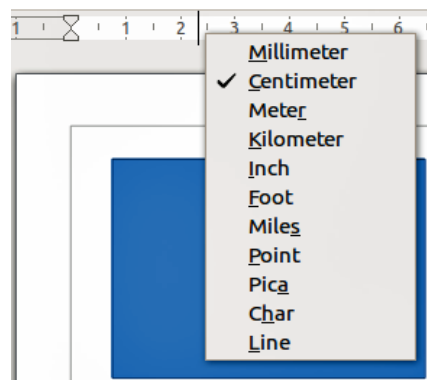 1 1 2 3 4 5 6
Millimeter
Centimeter
Meter
Kilometer
Inch
Foot
Miles
Point
Pica
Char
Line